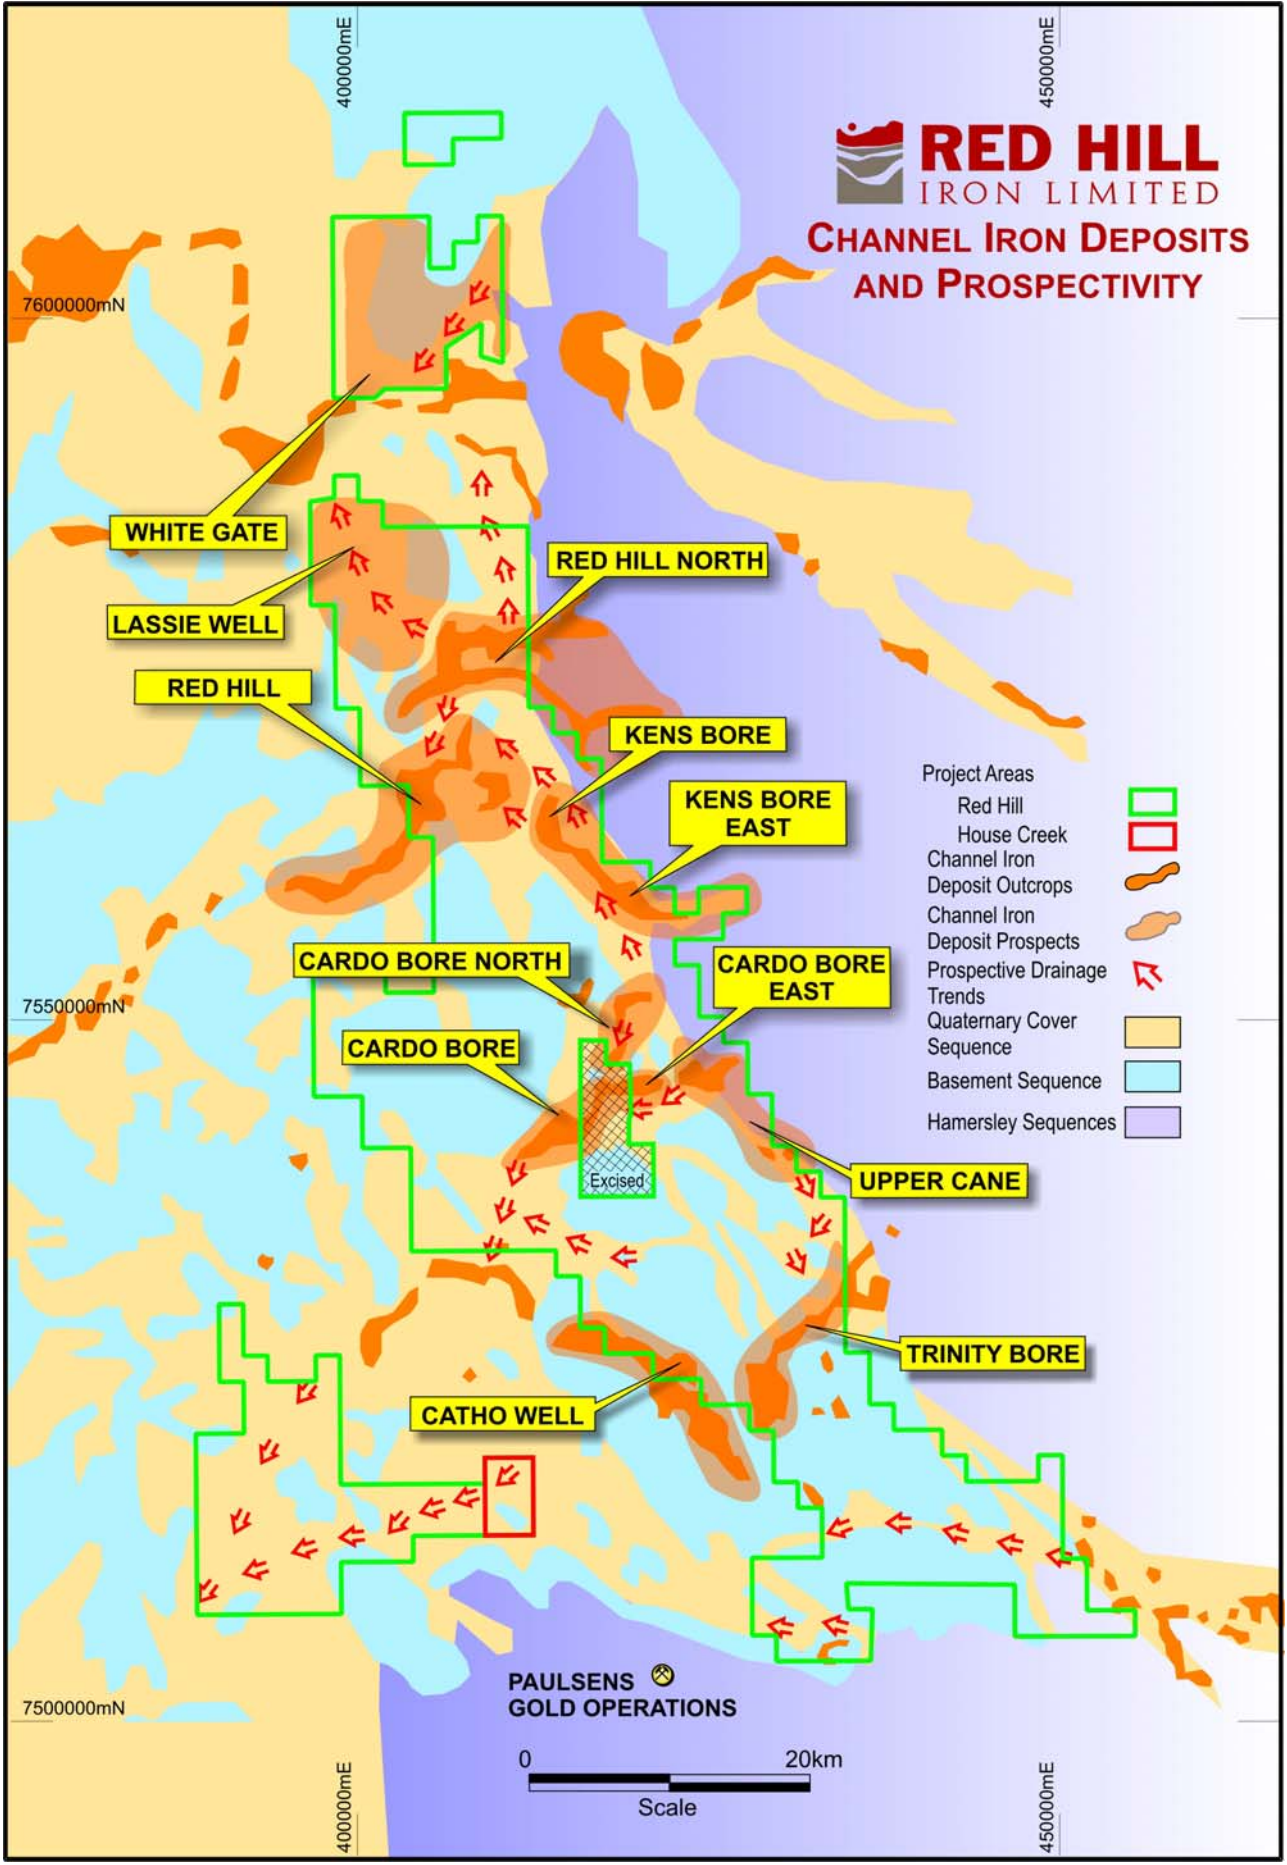 400000mE
450000mE
RED HILL
IRON LIMITED
CHANNEL IRON DEPOSITS
AND PROSPECTIVITY
7600000mN
WHITE GATE
RED HILL NORTH
LASSIE WELL
RED HILL
KENS BORE
KENS BORE
EAST
Project Areas
Red Hill
House Creek
Channel Iron
Deposit Outcrops
Channel Iron
Deposit Prospects
Prospective Drainage
Trends
Quaternary Cover
Sequence
Basement Sequence
Hamersley Sequences
CARDO BORE NORTH
CARDO BORE
EAST
7550000mN
CARDO BORE
Excised
UPPER CANE
TRINITY BORE
CATHO WELL
PAULSENS
GOLD OPERATIONS
7500000mN
0
20km
Scale
400000mE
450000mE